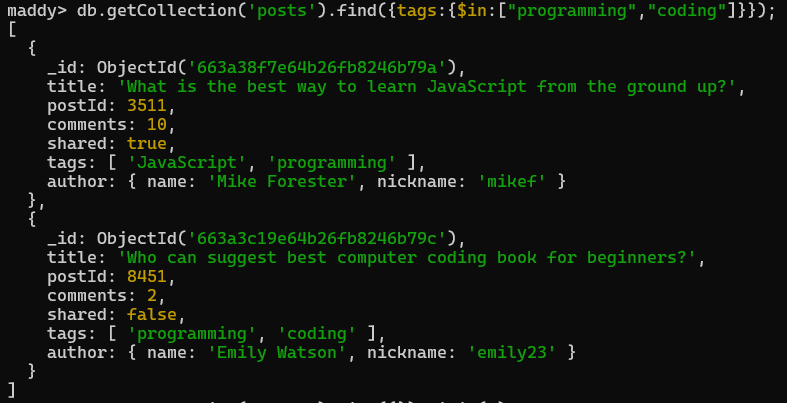 maddy> db.getCollection('posts').find({tags:{$in:["programming","coding"]}});
[
  {
    _id: ObjectId('663a38f7e64b26fb8246b79a'),
    title: 'What is the best way to learn JavaScript from the ground up?',
    postId: 3511,
    comments: 10,
    shared: true,
    tags: [ 'JavaScript', 'programming' ],
    author: { name: 'Mike Forester', nickname: 'mikef' }
  },
  {
    _id: ObjectId('663a3c19e64b26fb8246b79c'),
    title: 'Who can suggest best computer coding book for beginners?',
    postId: 8451,
    comments: 2,
    shared: false,
    tags: [ 'programming', 'coding' ],
    author: { name: 'Emily Watson', nickname: 'emily23' }
  }
]